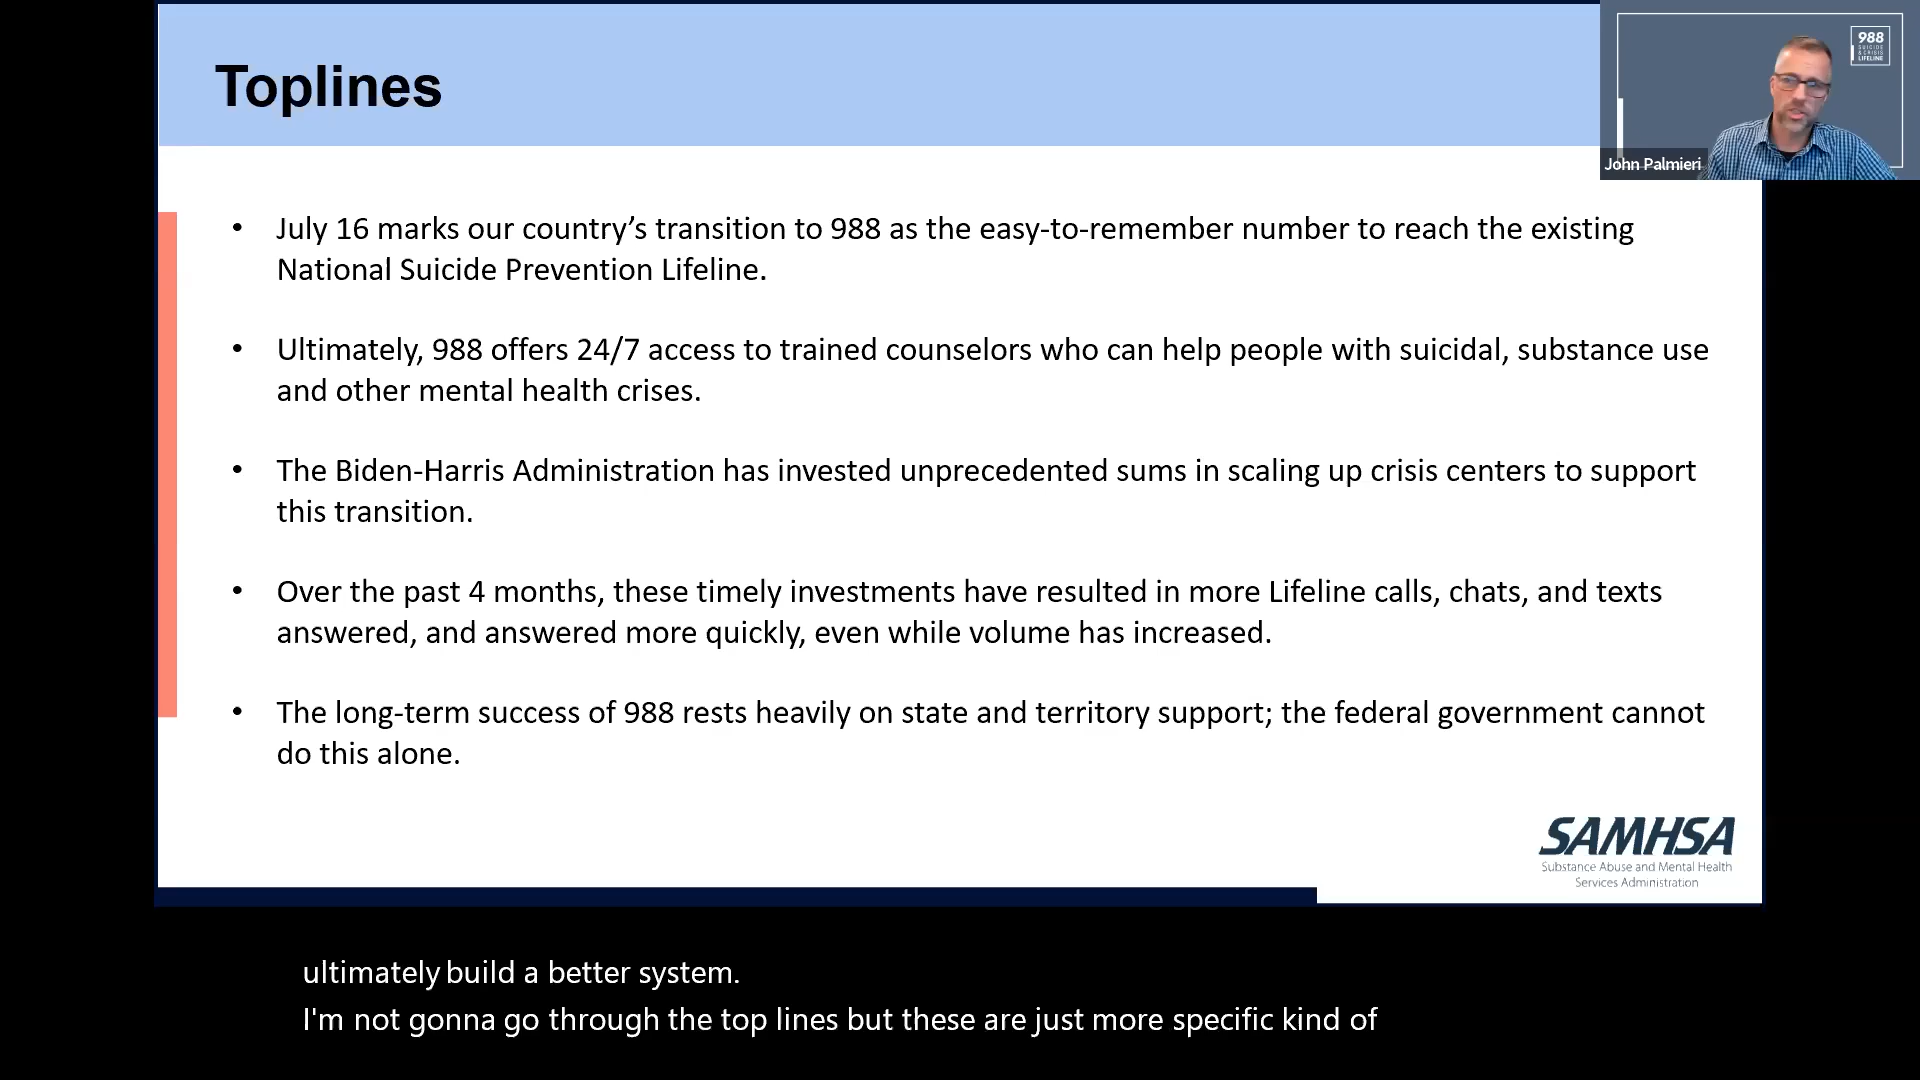 Toplines
988
SUICIDE
& CRISIS
LIFELINE
John Palmieri
• July 16 marks our country’s transition to 988 as the easy-to-remember number to reach the existing
National Suicide Prevention Lifeline.
• Ultimately, 988 offers 24/7 access to trained counselors who can help people with suicidal, substance use
and other mental health crises.
• The Biden-Harris Administration has invested unprecedented sums in scaling up crisis centers to support
this transition.
• Over the past 4 months, these timely investments have resulted in more Lifeline calls, chats, and texts
answered, and answered more quickly, even while volume has increased.
• The long-term success of 988 rests heavily on state and territory support; the federal government cannot
do this alone.
SAMHSA
Substance Abuse and Mental Health
Services Administration
ultimately build a better system.
I'm not gonna go through the top lines but these are just more specific kind of